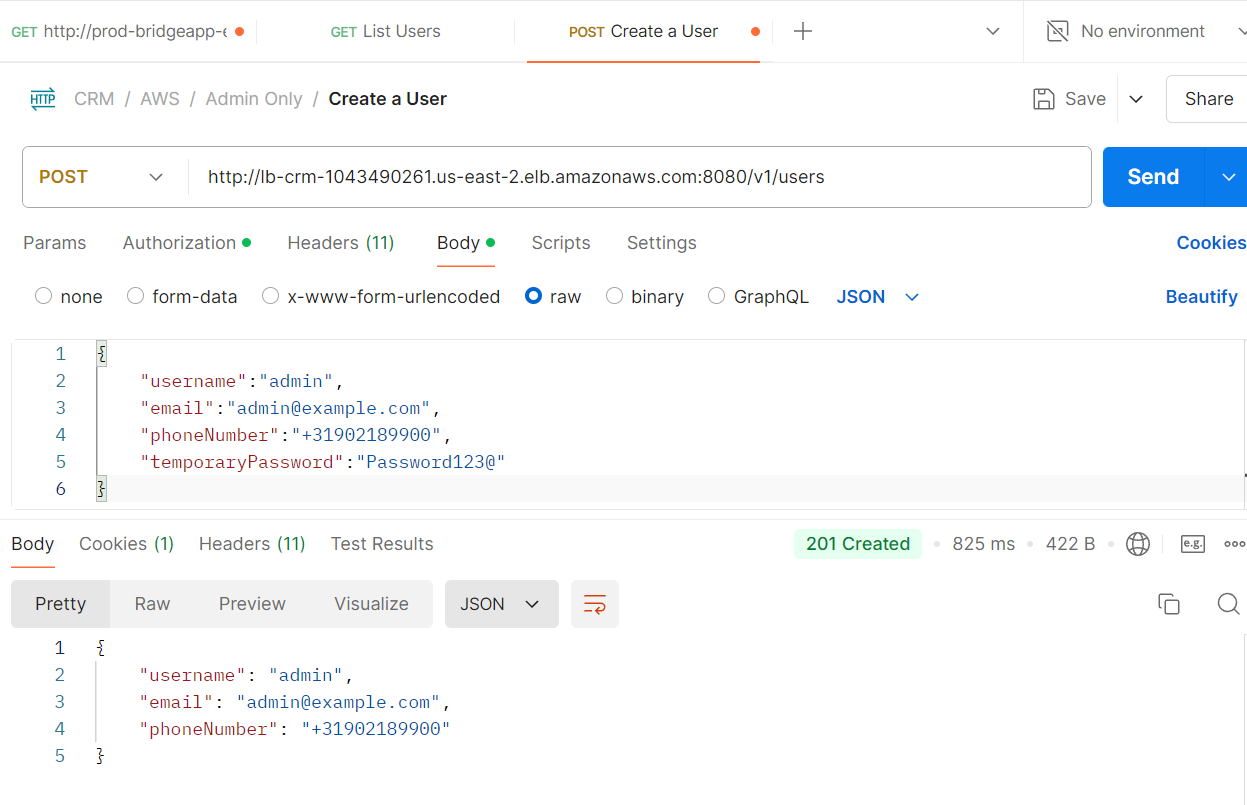 GET http://prod-bridgeapp-e GET List Users POST Create a User No environment
HTTP CRM / AWS / Admin Only / Create a User Save Share
POST http://lb-crm-1043490261.us-east-2.elb.amazonaws.com:8080/v1/users Send
Params Authorization Headers (11) Body Scripts Settings Cookies
none form-data x-www-form-urlencoded raw binary GraphQL JSON Beautify
1 {
2 "username":"admin",
3 "email":"admin@example.com",
4 "phoneNumber":"+31902189900",
5 "temporaryPassword":"Password123@"
6 }
Body Cookies (1) Headers (11) Test Results 201 Created 825 ms 422 B e.g.
Pretty Raw Preview Visualize JSON
1 {
2 "username": "admin",
3 "email": "admin@example.com",
4 "phoneNumber": "+31902189900"
5 }